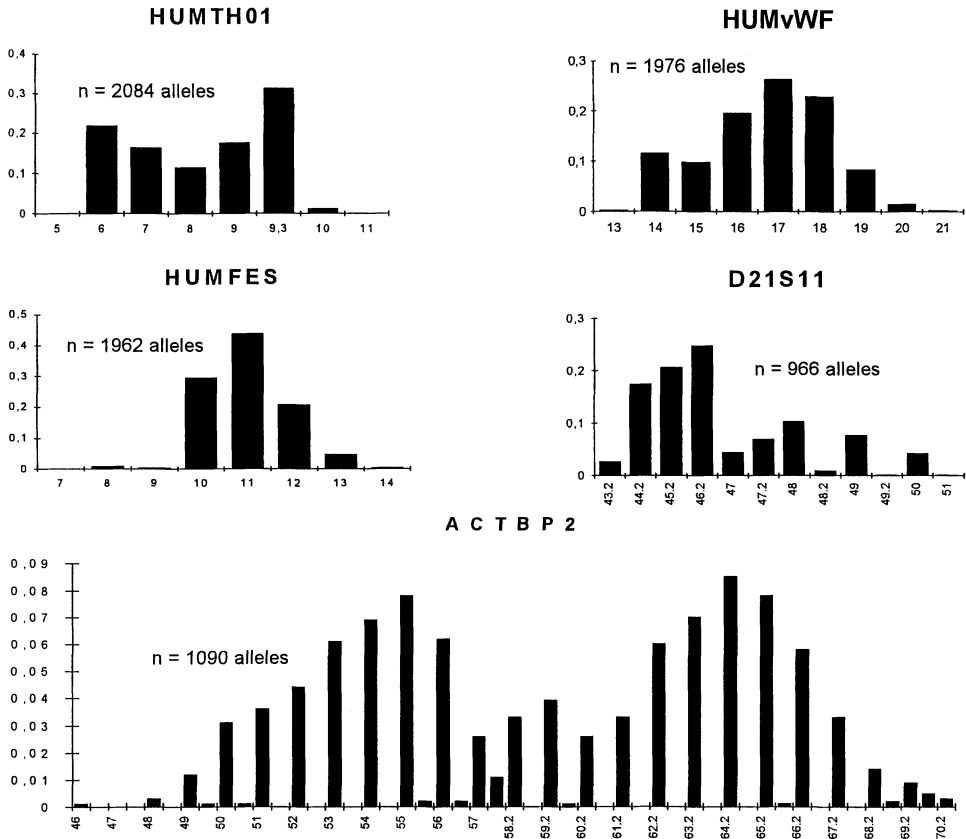 HUMTH01
0,4
0,3
0,2
0,1
0
n = 2084 alleles
5 6 7 8 9 9,3 10 11
HUMvWF
0,3
0,2
0,1
0
n = 1976 alleles
13 14 15 16 17 18 19 20 21
HUMFES
0,5
0,4
0,3
0,2
0,1
0
n = 1962 alleles
7 8 9 10 11 12 13 14
D21S11
0,3
0,2
0,1
0
n = 966 alleles
43.2 44.2 45.2 46.2 47 47.2 48 48.2 49 49.2 50 51
ACTBP2
0,09
0,08
0,07
0,06
0,05
0,04
0,03
0,02
0,01
0
n = 1090 alleles
46 47 48 49 50 51 52 53 54 55 56 57 58.2 59.2 60.2 61.2 62.2 63.2 64.2 65.2 66.2 67.2 68.2 69.2 70.2